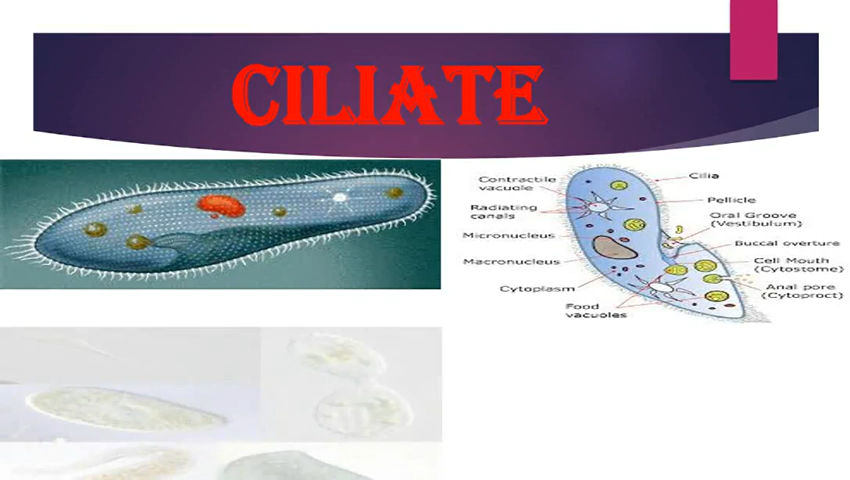 CILIATE
Contractile
vacuole
Radiating
canals
Micronucleus
Macronucleus
Cytoplasm
Food
vacuoles
Cilia
Pellicle
Oral Groove
(Vestibulum)
Buccal overture
Cell Mouth
(Cytostome)
Anal pore
(Cytoproct)